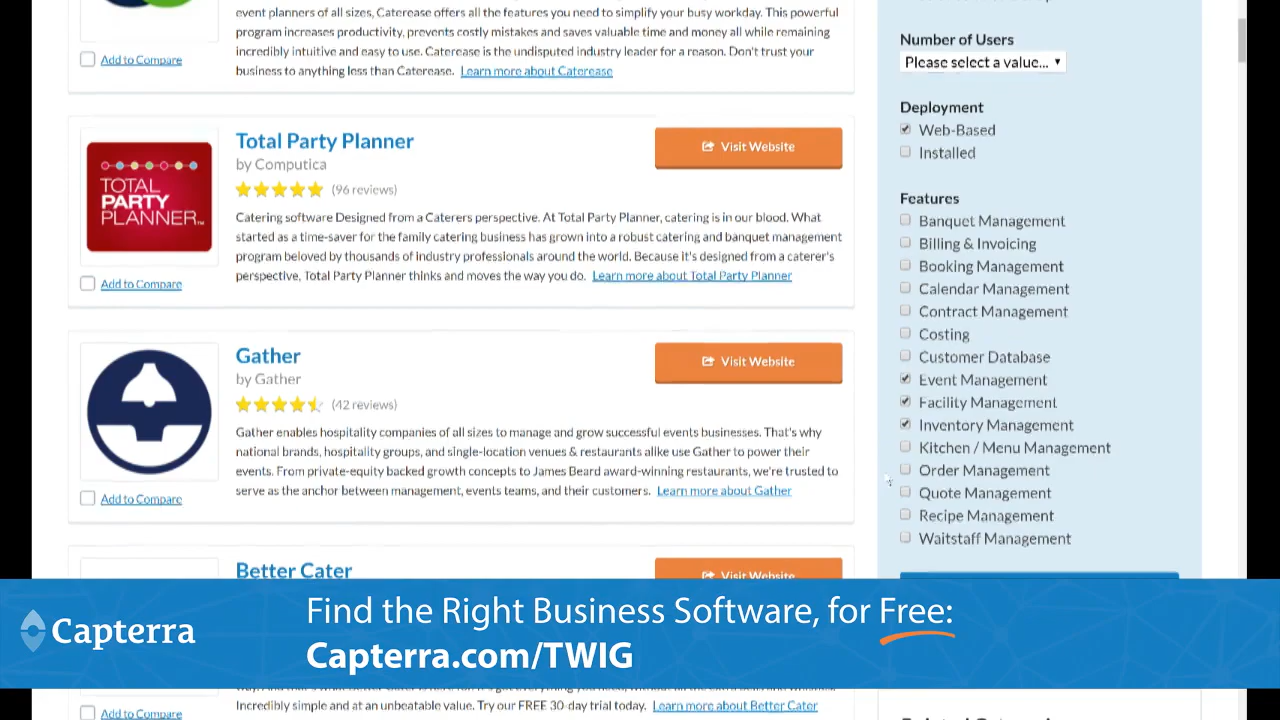 event planners of all sizes, Caterease offers all the features you need to simplify your busy workday. This powerful
program increases productivity, prevents costly mistakes and saves valuable time and money all while remaining
incredibly intuitive and easy to use. Caterease is the undisputed industry leader for a reason. Don't trust your
business to anything less than Caterease. Learn more about Caterease
Add to Compare
Total Party Planner
by Computica
(96 reviews)
Visit Website
TOTAL
PARTY
PLANNER™
Catering software Designed from a Caterers perspective. At Total Party Planner, catering is in our blood. What
started as a time-saver for the family catering business has grown into a robust catering and banquet management
program beloved by thousands of industry professionals around the world. Because it's designed from a caterer's
perspective, Total Party Planner thinks and moves the way you do. Learn more about Total Party Planner
Add to Compare
Gather
by Gather
(42 reviews)
Visit Website
Gather enables hospitality companies of all sizes to manage and grow successful events businesses. That's why
national brands, hospitality groups, and single-location venues & restaurants alike use Gather to power their
events. From private-equity backed growth concepts to James Beard award-winning restaurants, we're trusted to
serve as the anchor between management, events teams, and their customers. Learn more about Gather
Add to Compare
Better Cater
Visit Website
Incredibly simple and at an unbeatable value. Try our FREE 30-day trial today. Learn more about Better Cater
Add to Compare
Number of Users
Please select a value...
Deployment
Web-Based
Installed
Features
Banquet Management
Billing & Invoicing
Booking Management
Calendar Management
Contract Management
Costing
Customer Database
Event Management
Facility Management
Inventory Management
Kitchen / Menu Management
Order Management
Quote Management
Recipe Management
Waitstaff Management
Capterra
Find the Right Business Software, for Free:
Capterra.com/TWIG